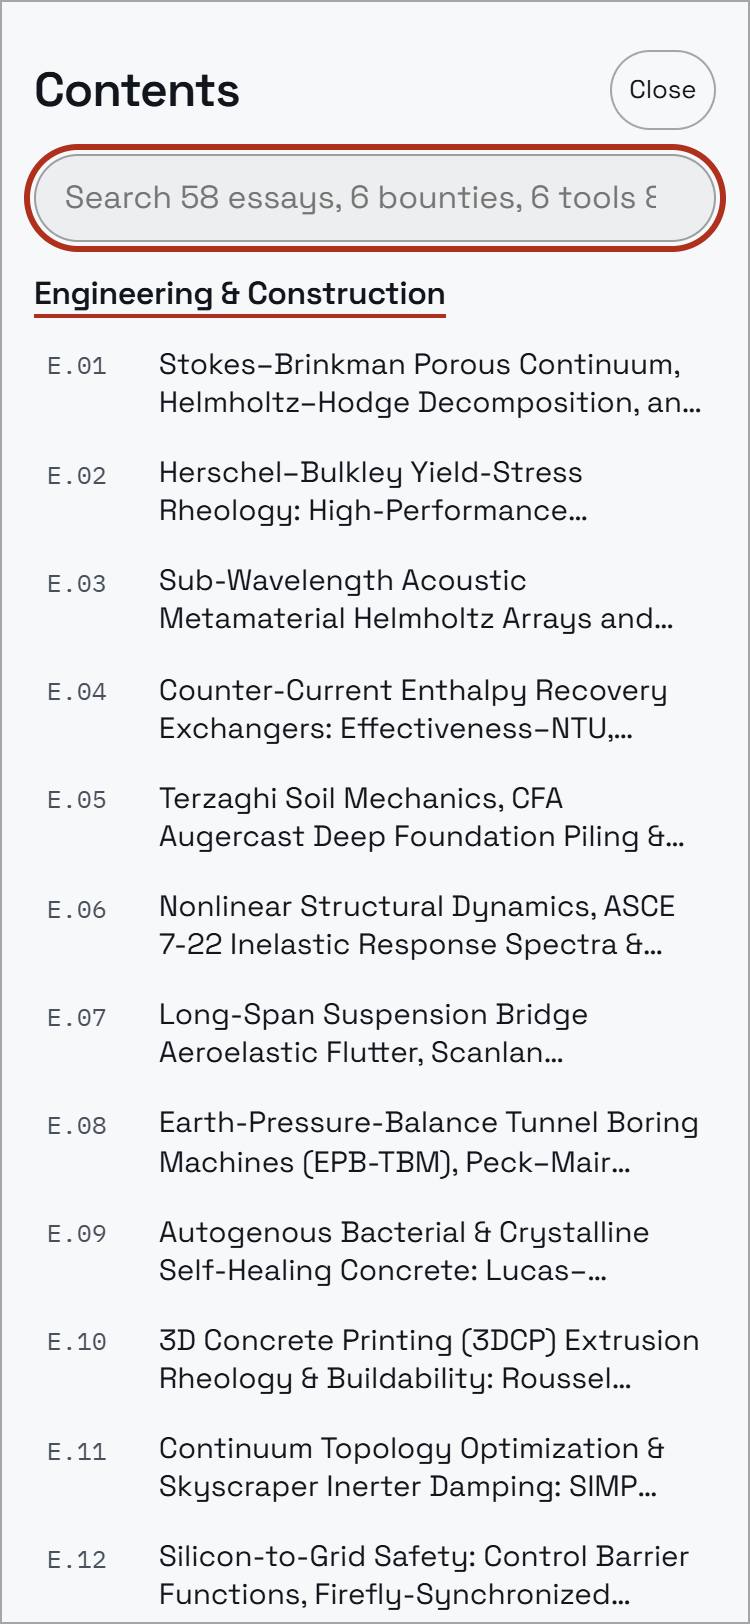 Contents
Close
Search 58 essays, 6 bounties, 6 tools &
Engineering & Construction
E.01 Stokes–Brinkman Porous Continuum,
Helmholtz–Hodge Decomposition, an...
E.02 Herschel–Bulkley Yield-Stress
Rheology: High-Performance...
E.03 Sub-Wavelength Acoustic
Metamaterial Helmholtz Arrays and...
E.04 Counter-Current Enthalpy Recovery
Exchangers: Effectiveness–NTU,...
E.05 Terzaghi Soil Mechanics, CFA
Augercast Deep Foundation Piling &...
E.06 Nonlinear Structural Dynamics, ASCE
7-22 Inelastic Response Spectra &...
E.07 Long-Span Suspension Bridge
Aeroelastic Flutter, Scanlan...
E.08 Earth-Pressure-Balance Tunnel Boring
Machines (EPB-TBM), Peck–Mair...
E.09 Autogenous Bacterial & Crystalline
Self-Healing Concrete: Lucas–...
E.10 3D Concrete Printing (3DCP) Extrusion
Rheology & Buildability: Roussel...
E.11 Continuum Topology Optimization &
Skyscraper Inerter Damping: SIMP...
E.12 Silicon-to-Grid Safety: Control Barrier
Functions, Firefly-Synchronized...